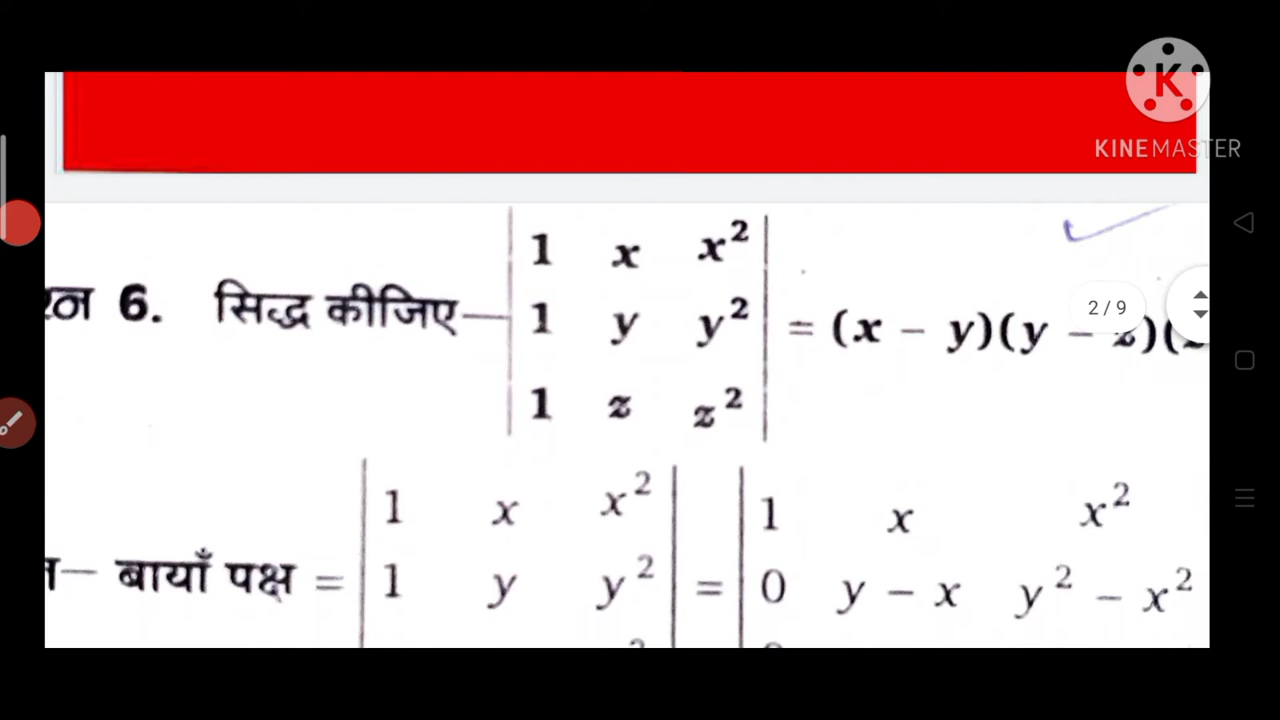 K
KINEMASTER
6. सिद्ध कीजिए— | 1 x x² |
| 1 y y² | = (x − y)(y − z)(
| 1 z z² |
2/9
| 1 x x² | | 1 x x²
— बायाँ पक्ष = | 1 y y² | = | 0 y − x y² − x²